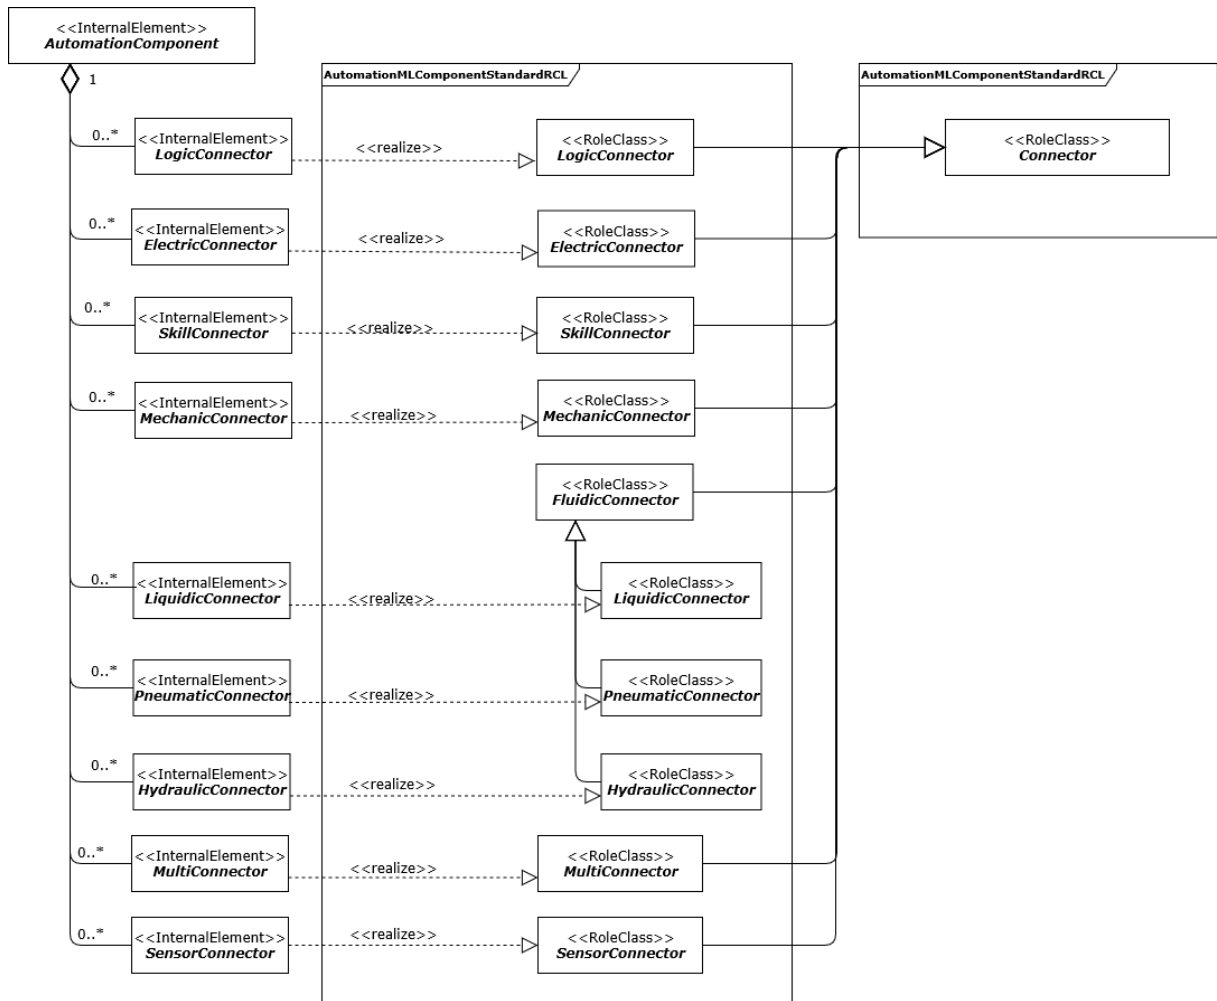 <<InternalElement>>
AutomationComponent
1
AutomationMLComponentStandardRCL
AutomationMLComponentStandardRCL
0..*
<<InternalElement>>
LogicConnector
<<realize>>
<<RoleClass>>
LogicConnector
<<RoleClass>>
Connector
0..*
<<InternalElement>>
ElectricConnector
<<realize>>
<<RoleClass>>
ElectricConnector
0..*
<<InternalElement>>
SkillConnector
<<realize>>
<<RoleClass>>
SkillConnector
0..*
<<InternalElement>>
MechanicConnector
<<realize>>
<<RoleClass>>
MechanicConnector
<<RoleClass>>
FluidicConnector
0..*
<<InternalElement>>
LiquidicConnector
<<realize>>
<<RoleClass>>
LiquidicConnector
0..*
<<InternalElement>>
PneumaticConnector
<<realize>>
<<RoleClass>>
PneumaticConnector
0..*
<<InternalElement>>
HydraulicConnector
<<realize>>
<<RoleClass>>
HydraulicConnector
0..*
<<InternalElement>>
MultiConnector
<<realize>>
<<RoleClass>>
MultiConnector
0..*
<<InternalElement>>
SensorConnector
<<realize>>
<<RoleClass>>
SensorConnector